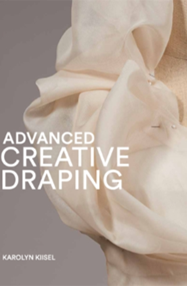 ADVANCED
CREATIVE
DRAPING
KAROLYN KIISEL